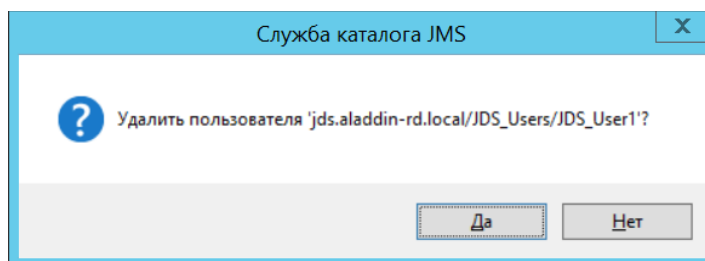 Служба каталога JMS
Удалить пользователя 'jds.aladdin-rd.local/JDS_Users/JDS_User1'?
Да
Нет